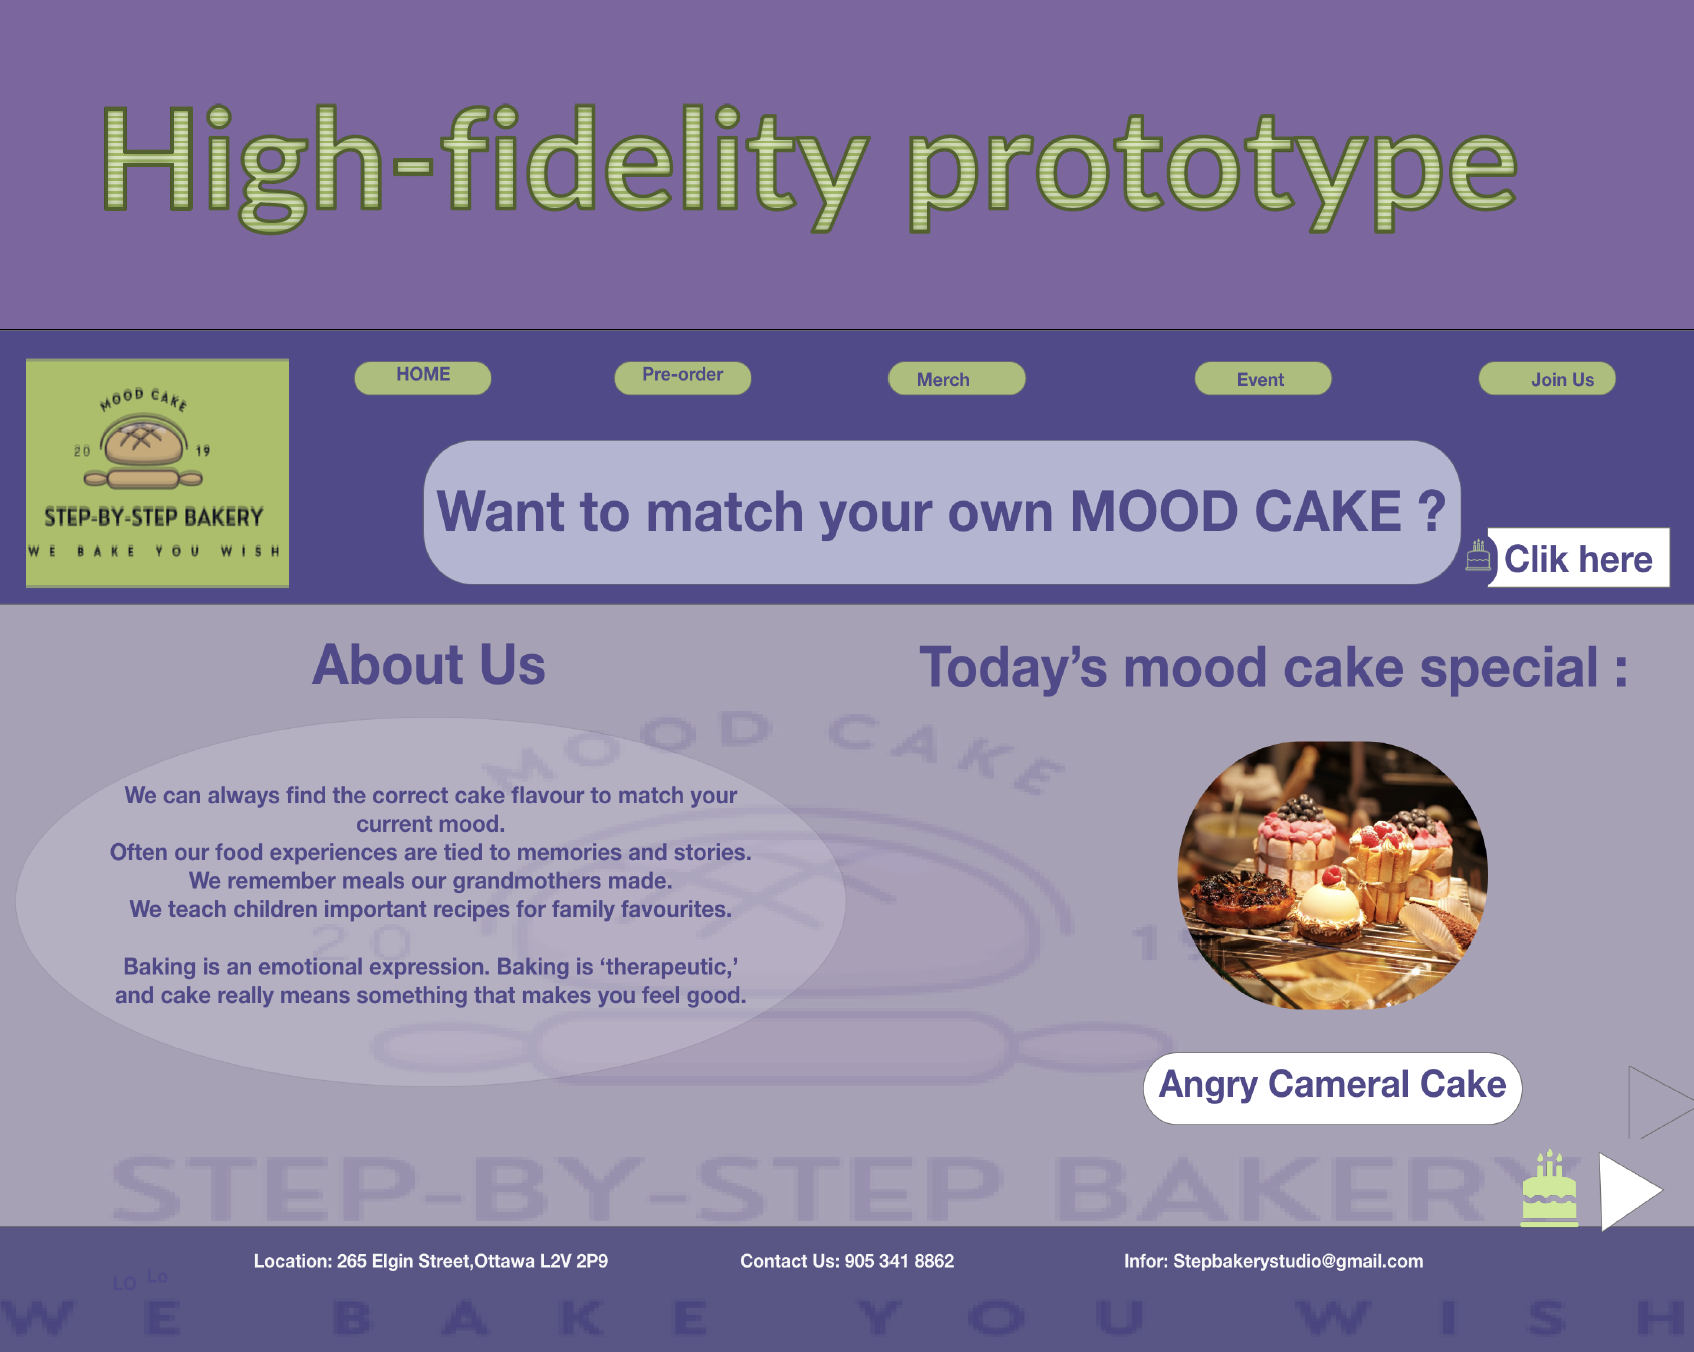 High-fidelity prototype
HOME
Pre-order
Merch
Event
Join Us
MOOD CAKE
20 19
STEP-BY-STEP BAKERY
WE BAKE YOU WISH
Want to match your own MOOD CAKE ?
Clik here
About Us
Today’s mood cake special :
We can always find the correct cake flavour to match your
current mood.
Often our food experiences are tied to memories and stories.
We remember meals our grandmothers made.
We teach children important recipes for family favourites.
Baking is an emotional expression. Baking is ‘therapeutic,’
and cake really means something that makes you feel good.
MOOD CAKE
20 19
Angry Cameral Cake
STEP-BY-STEP BAKERY
Location: 265 Elgin Street,Ottawa L2V 2P9
Contact Us: 905 341 8862
Infor: Stepbakerystudio@gmail.com
LO Lo
WE BAKE YOU WISH